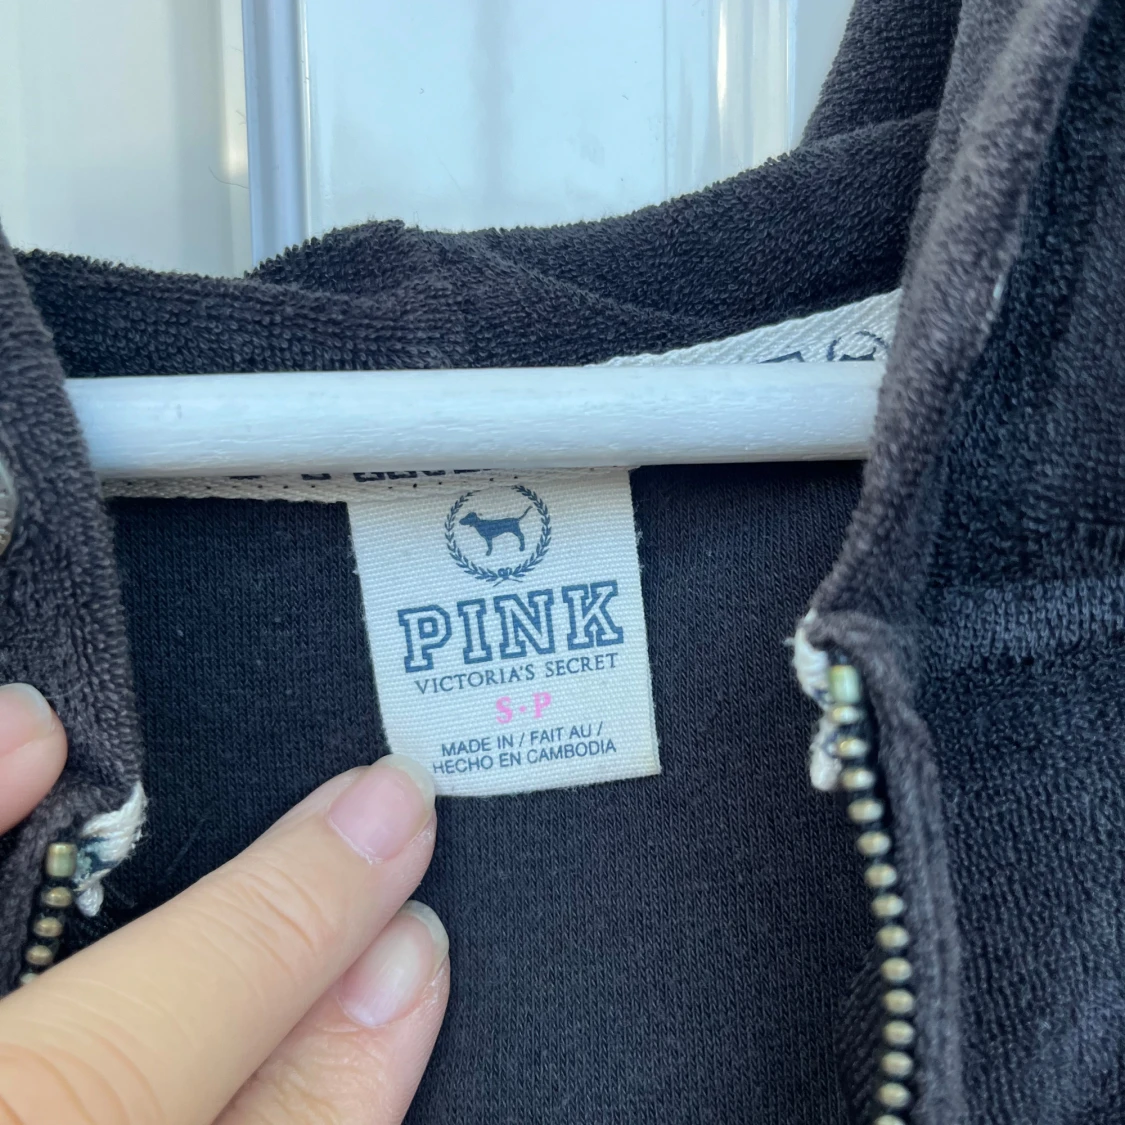 PINK
VICTORIA'S SECRET
S·P
MADE IN / FAIT AU /
HECHO EN CAMBODIA